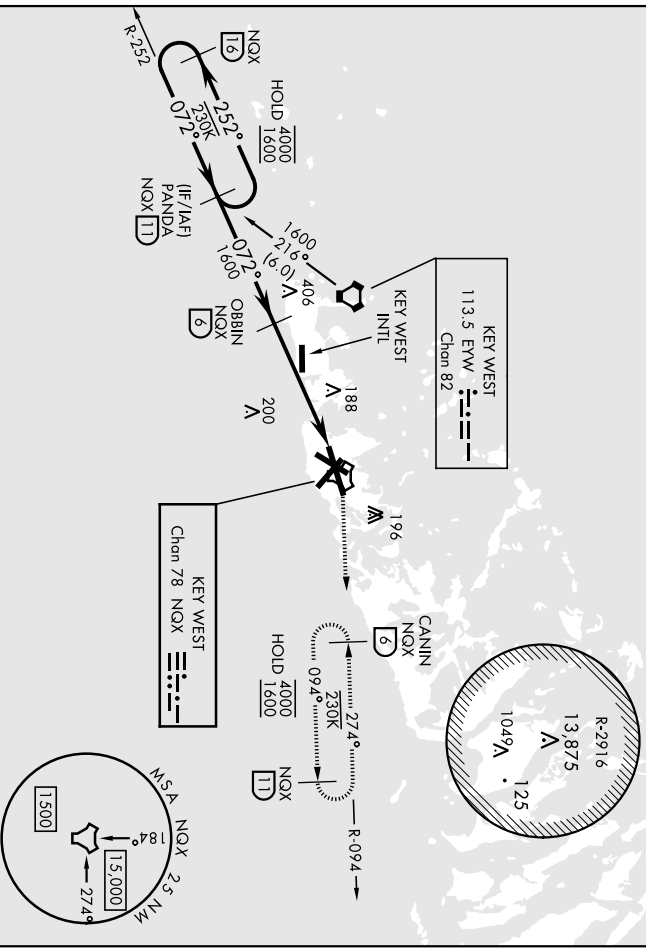 R-252
NQX
16
HOLD
4000
1600
252°
230K
072°
(IF/IAF)
PANDA
NQX
11
1600
216°
(6.0)
072°
1600
406
OBBIN
NQX
6
KEY WEST
INTL
KEY WEST
113.5 EYW
Chan 82
188
200
196
KEY WEST
Chan 78 NQX
CANIN
NQX
6
HOLD
4000
1600
274°
230K
094°
NQX
11
R-094
R-2916
13,875
1049
125
MSA NQX 25 NM
1500
184°
15,000
274°